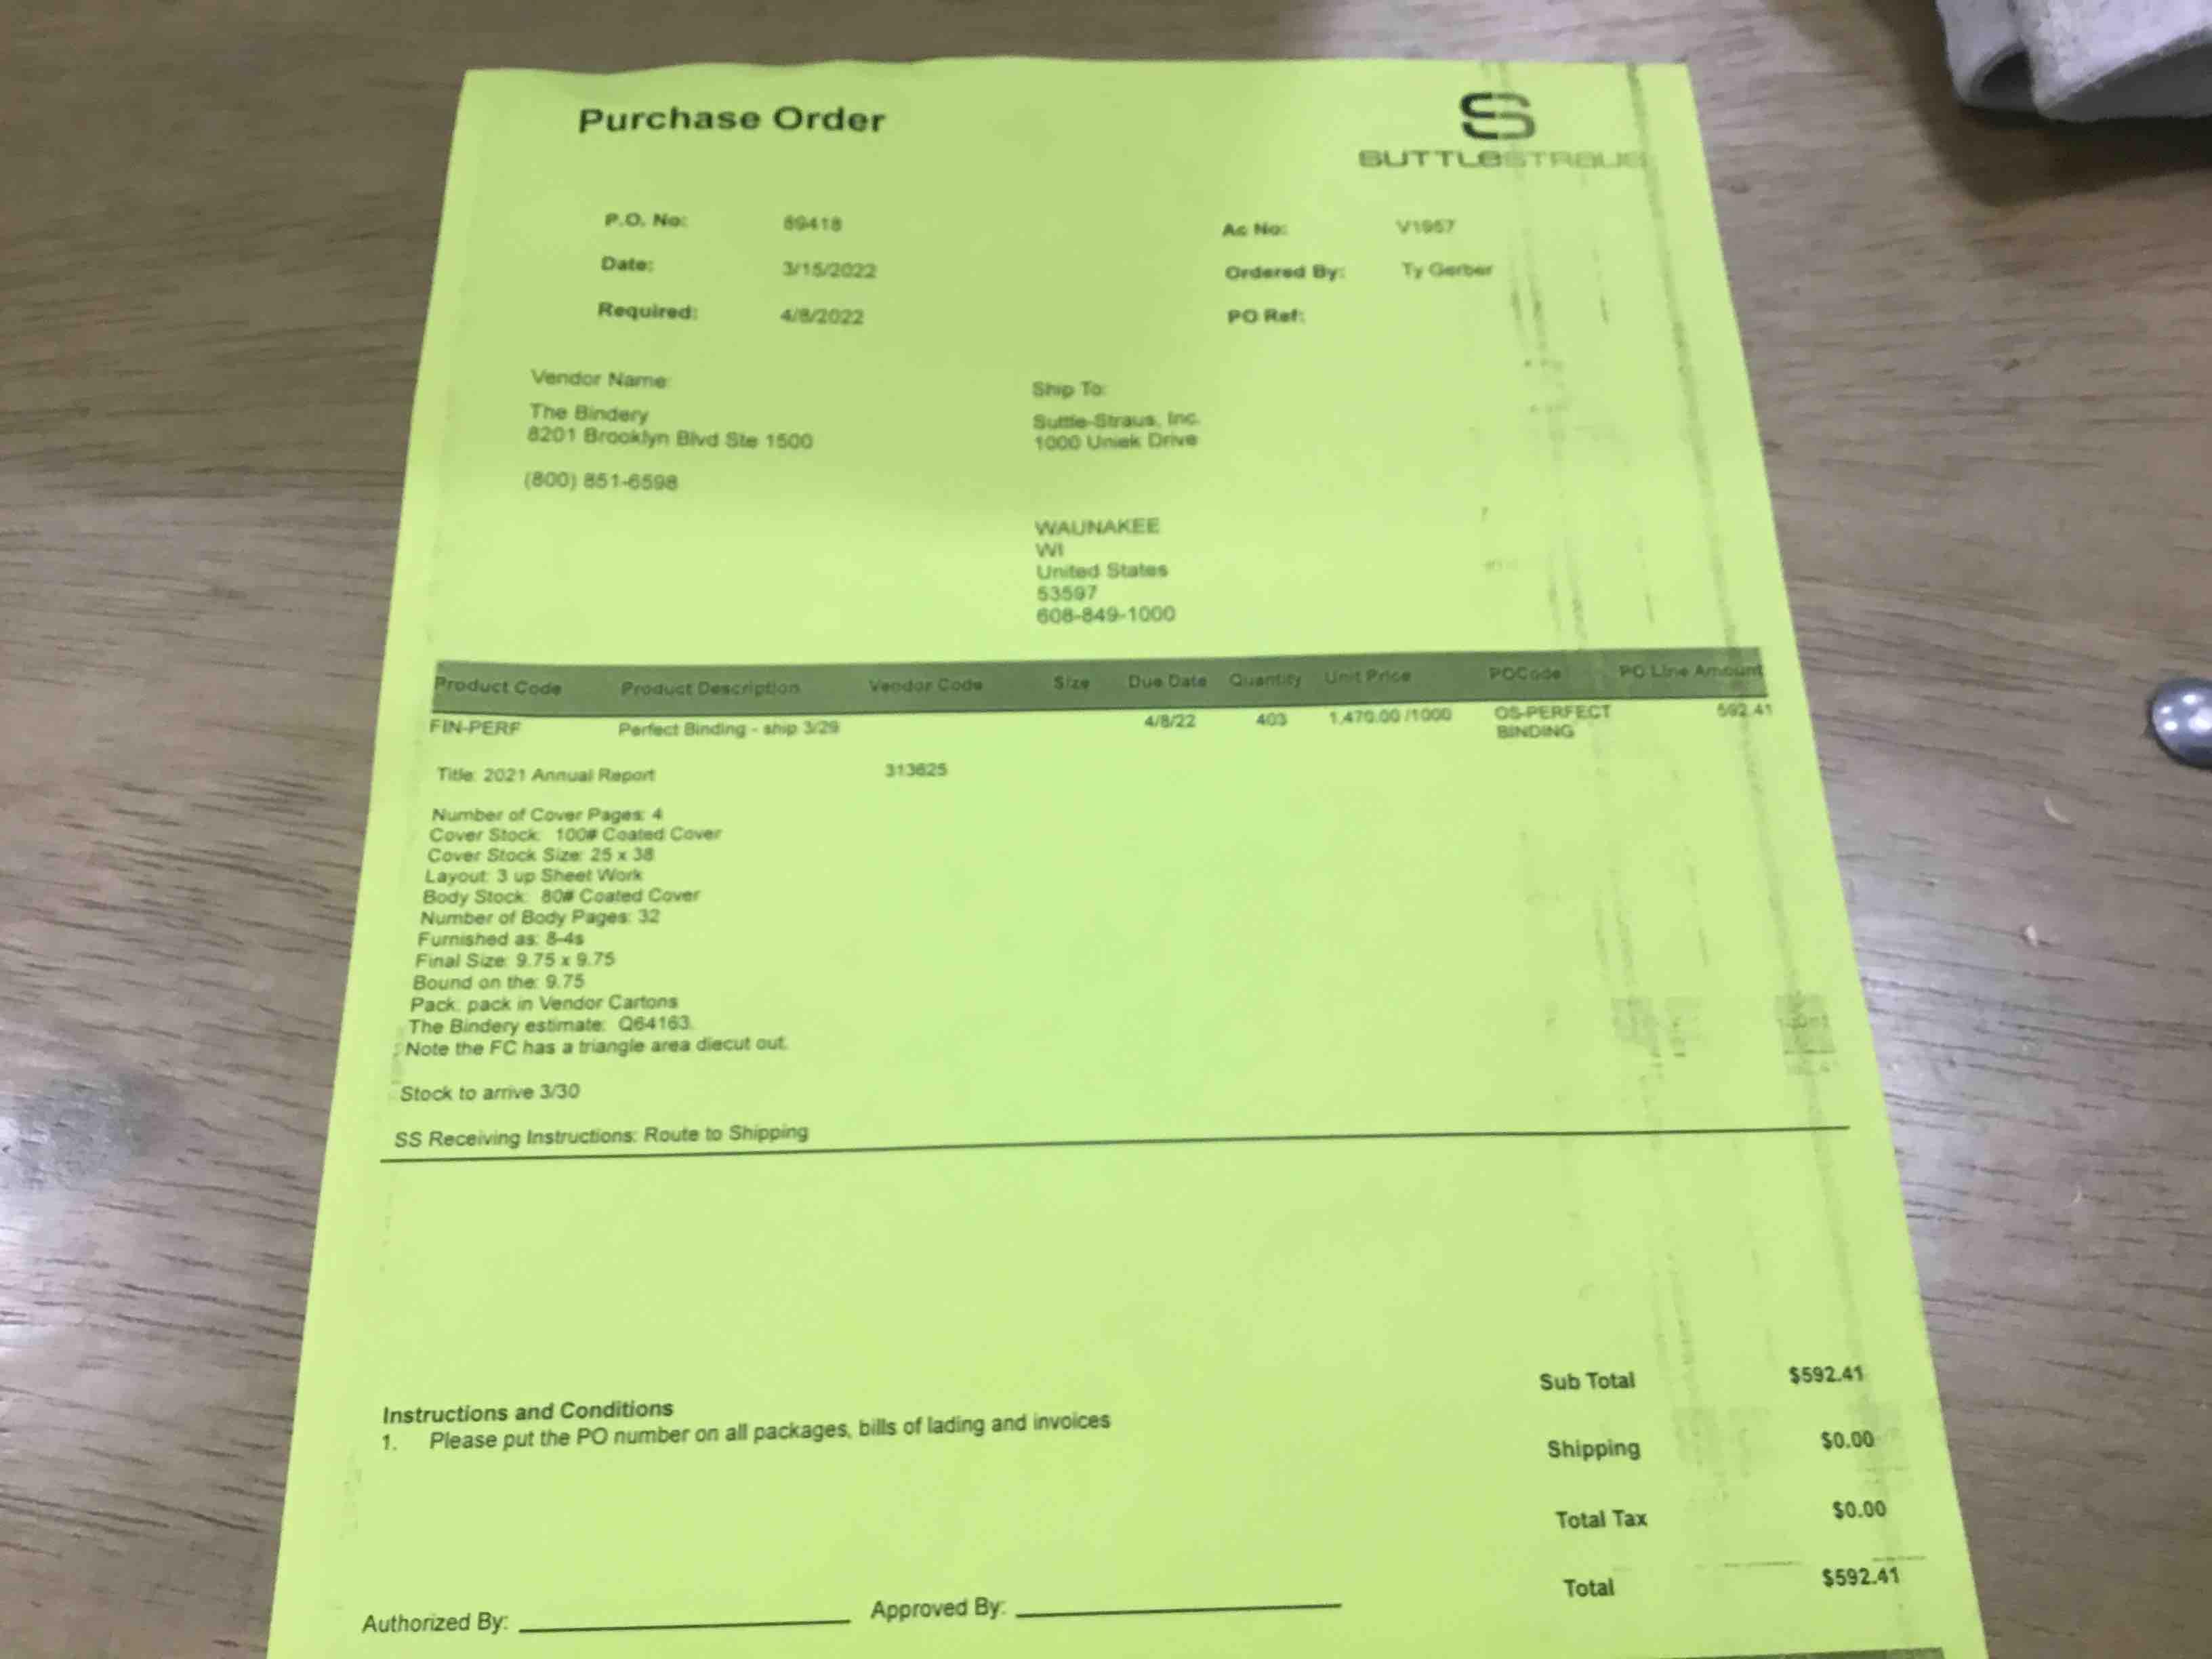 Purchase Order
SUTTLESTRAUS
P.O. No: 89418
Ac No: V1957
Date: 3/15/2022
Ordered By: Ty Gerber
Required: 4/8/2022
PO Ref:
Vendor Name:
The Bindery
8201 Brooklyn Blvd Ste 1500
(800) 851-6598
Ship To:
Suttle-Straus, Inc.
1000 Uniek Drive
WAUNAKEE
WI
United States
53597
608-849-1000
Product Code Product Description Vendor Code Size Due Date Quantity Unit Price POCode PO Line Amount
FIN-PERF Perfect Binding - ship 3/29 4/8/22 403 1,470.00 /1000 OS-PERFECT 592.41
BINDING
Title: 2021 Annual Report 313625
Number of Cover Pages: 4
Cover Stock: 100# Coated Cover
Cover Stock Size: 25 x 38
Layout: 3 up Sheet Work
Body Stock: 80# Coated Cover
Number of Body Pages: 32
Furnished as: 8-4s
Final Size: 9.75 x 9.75
Bound on the: 9.75
Pack: pack in Vendor Cartons
The Bindery estimate: Q64163
Note the FC has a triangle area diecut out.
Stock to arrive 3/30
SS Receiving Instructions: Route to Shipping
Sub Total $592.41
Instructions and Conditions
1. Please put the PO number on all packages, bills of lading and invoices
Shipping $0.00
Total Tax $0.00
Total $592.41
Authorized By: Approved By: